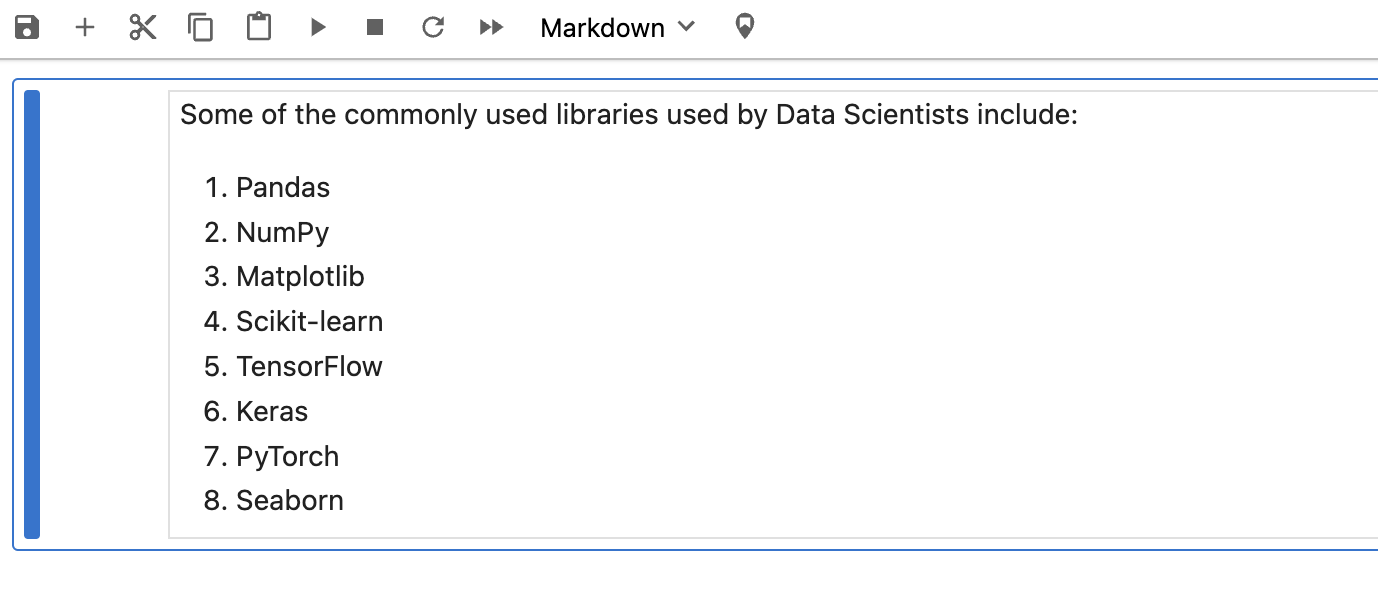 Markdown
Some of the commonly used libraries used by Data Scientists include:
1. Pandas
2. NumPy
3. Matplotlib
4. Scikit-learn
5. TensorFlow
6. Keras
7. PyTorch
8. Seaborn